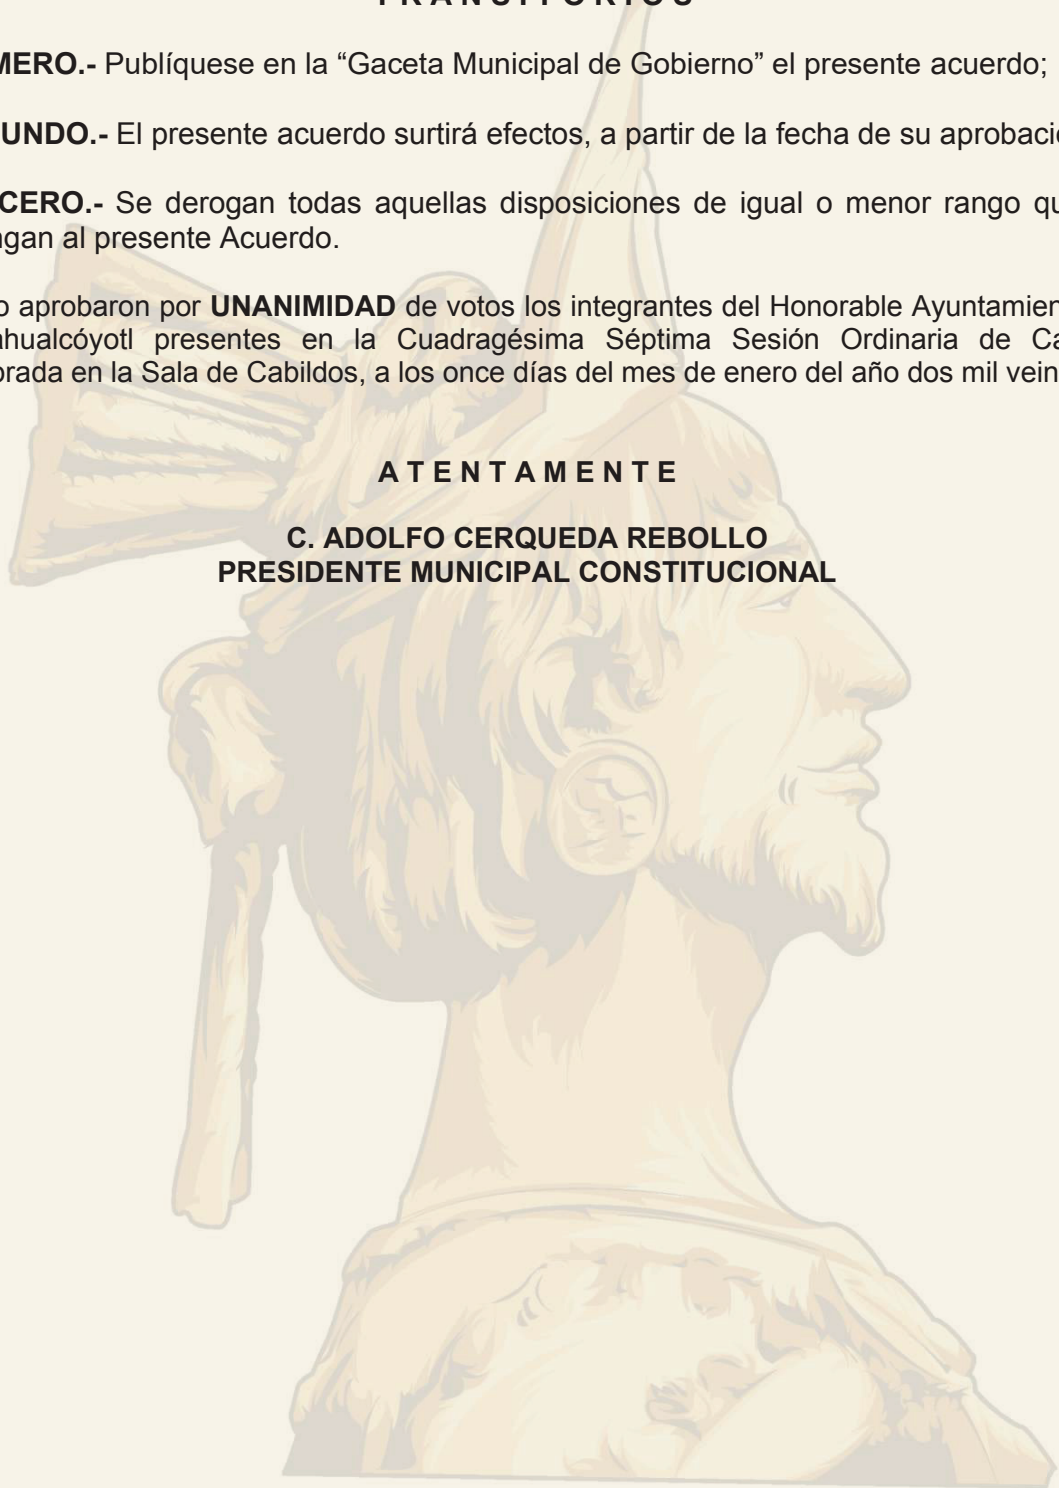 TRANSITORIOS
MERO.- Publíquese en la “Gaceta Municipal de Gobierno” el presente acuerdo;
UNDO.- El presente acuerdo surtirá efectos, a partir de la fecha de su aprobació
CERO.- Se derogan todas aquellas disposiciones de igual o menor rango qu
ngan al presente Acuerdo.
o aprobaron por UNANIMIDAD de votos los integrantes del Honorable Ayuntamien
ahualcóyotl presentes en la Cuadragésima Séptima Sesión Ordinaria de Ca
brada en la Sala de Cabildos, a los once días del mes de enero del año dos mil vein
A T E N T A M E N T E
C. ADOLFO CERQUEDA REBOLLO
PRESIDENTE MUNICIPAL CONSTITUCIONAL